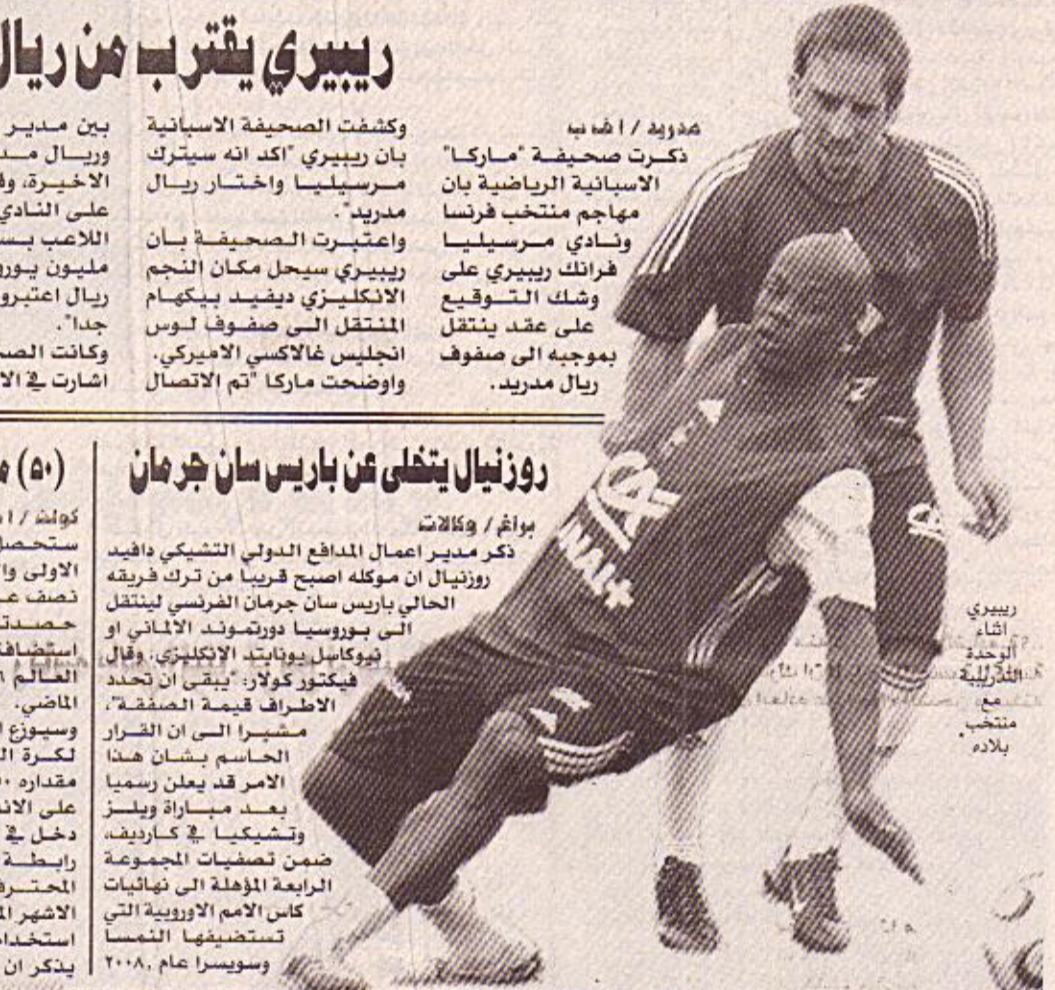 ريبيري يقترب من ريال
مدريد / أ ف ب
ذكرت صحيفة "ماركا"
الاسبانية الرياضية بان
مهاجم منتخب فرنسا
ونادي مرسيليا
فرانك ريبيري على
وشك التوقيع
على عقد ينتقل
بموجبه الى صفوف
ريال مدريد.
وكشفت الصحيفة الاسبانية
بان ريبيري "اكد انه سيترك
مرسيليا واختار ريال
مدريد".
واعتبرت الصحيفة بان
ريبيري سيحل مكان النجم
الانكليزي ديفيد بيكهام
المنتقل الى صفوف لوس
انجليس غالاكسي الاميركي.
واوضحت ماركا "تم الاتصال
بين مدير
وريال
الاخيرة،
على النادي
اللاعب
مليون يورو
ريال اعتبرو
جدا".
وكانت
اشارت في
ريبيري
اثناء
الوحدة
التدريبية
مع
منتخب
بلاده
روزنيال يتخلى عن باريس سان جرمان
براغ / وكالات
ذكر مدير اعمال المدافع الدولي التشيكي دافيد
روزنيال ان موكله اصبح قريبا من ترك فريقه
الحالي باريس سان جرمان الفرنسي لينتقل
الى بوروسيا دورتموند الالماني او
نيوكاسل يونايتد الانكليزي. وقال
فيكتور كولار: "يبقى ان تحدد
الاطراف قيمة الصفقة"،
مشيرا الى ان القرار
الحاسم بشان هذا
الامر قد يعلن رسميا
بعد مباراة ويلز
وتشيكيا في كارديف،
ضمن تصفيات المجموعة
الرابعة المؤهلة الى نهائيات
كاس الامم الاوروبية التي
تستضيفها النمسا
وسويسرا عام ٢٠٠٨.
(٥٠)
ستحصل
الاولى
نصف
استضافة
العالم
الماضي.
وسيوزع
لكرة
مقداره
على
دخل في
رابطة
الاشهر
يذكر ان